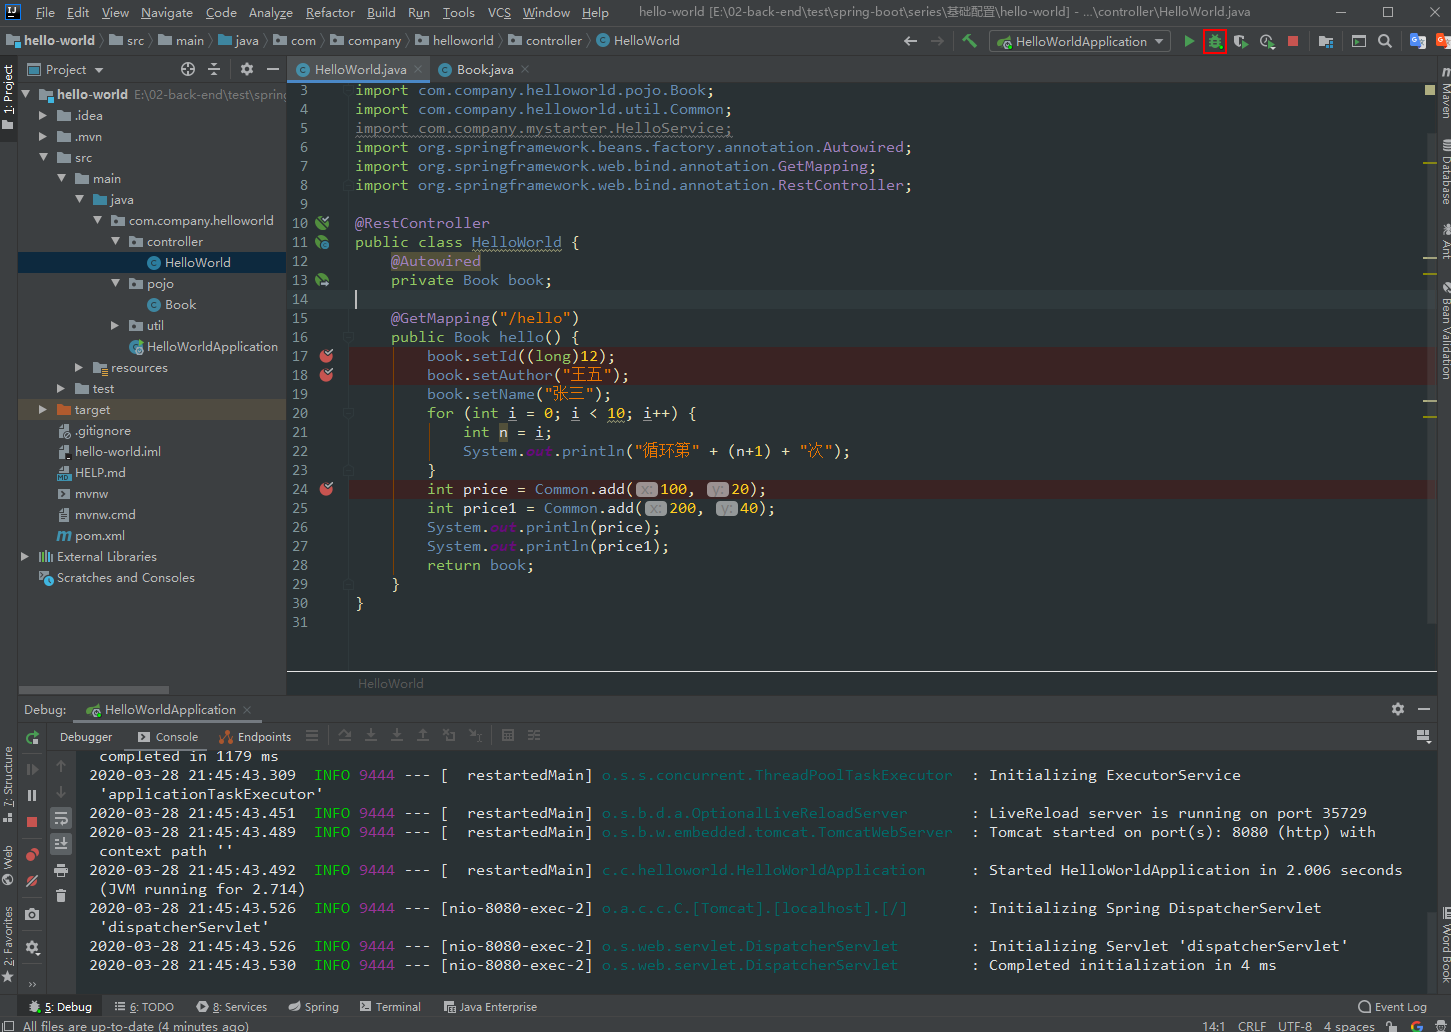 File Edit View Navigate Code Analyze Refactor Build Run Tools VCS Window Help hello-world [E:\02-back-end\test\spring-boot\series\基础配置\hello-world] - ...\controller\HelloWorld.java
hello-world src main java com company helloworld controller HelloWorld HelloWorldApplication
Project HelloWorld.java Book.java
1: Project
hello-world E:\02-back-end\test\spring
.idea
.mvn
src
main
java
com.company.helloworld
controller
HelloWorld
pojo
Book
util
HelloWorldApplication
resources
test
target
.gitignore
hello-world.iml
HELP.md
mvnw
mvnw.cmd
pom.xml
External Libraries
Scratches and Consoles
3 import com.company.helloworld.pojo.Book;
4 import com.company.helloworld.util.Common;
5 import com.company.mystarter.HelloService;
6 import org.springframework.beans.factory.annotation.Autowired;
7 import org.springframework.web.bind.annotation.GetMapping;
8 import org.springframework.web.bind.annotation.RestController;
9
10 @RestController
11 public class HelloWorld {
12 @Autowired
13 private Book book;
14
15 @GetMapping("/hello")
16 public Book hello() {
17 book.setId((long)12);
18 book.setAuthor("王五");
19 book.setName("张三");
20 for (int i = 0; i < 10; i++) {
21 int n = i;
22 System.out.println("循环第" + (n+1) + "次");
23 }
24 int price = Common.add( x: 100, y: 20);
25 int price1 = Common.add( x: 200, y: 40);
26 System.out.println(price);
27 System.out.println(price1);
28 return book;
29 }
30 }
31
HelloWorld
Maven
Database
Ant
Bean Validation
Word Book
Debug: HelloWorldApplication
Debugger Console Endpoints
completed in 1179 ms
2020-03-28 21:45:43.309 INFO 9444 --- [ restartedMain] o.s.s.concurrent.ThreadPoolTaskExecutor : Initializing ExecutorService
'applicationTaskExecutor'
2020-03-28 21:45:43.451 INFO 9444 --- [ restartedMain] o.s.b.d.a.OptionalLiveReloadServer : LiveReload server is running on port 35729
2020-03-28 21:45:43.489 INFO 9444 --- [ restartedMain] o.s.b.w.embedded.tomcat.TomcatWebServer : Tomcat started on port(s): 8080 (http) with
context path ''
2020-03-28 21:45:43.492 INFO 9444 --- [ restartedMain] c.c.helloworld.HelloWorldApplication : Started HelloWorldApplication in 2.006 seconds
(JVM running for 2.714)
2020-03-28 21:45:43.526 INFO 9444 --- [nio-8080-exec-2] o.a.c.c.C.[Tomcat].[localhost].[/] : Initializing Spring DispatcherServlet
'dispatcherServlet'
2020-03-28 21:45:43.526 INFO 9444 --- [nio-8080-exec-2] o.s.web.servlet.DispatcherServlet : Initializing Servlet 'dispatcherServlet'
2020-03-28 21:45:43.530 INFO 9444 --- [nio-8080-exec-2] o.s.web.servlet.DispatcherServlet : Completed initialization in 4 ms
7: Structure
Web
2: Favorites
5: Debug 6: TODO 8: Services Spring Terminal Java Enterprise Event Log
All files are up-to-date (4 minutes ago) 14:1 CRLF UTF-8 4 spaces